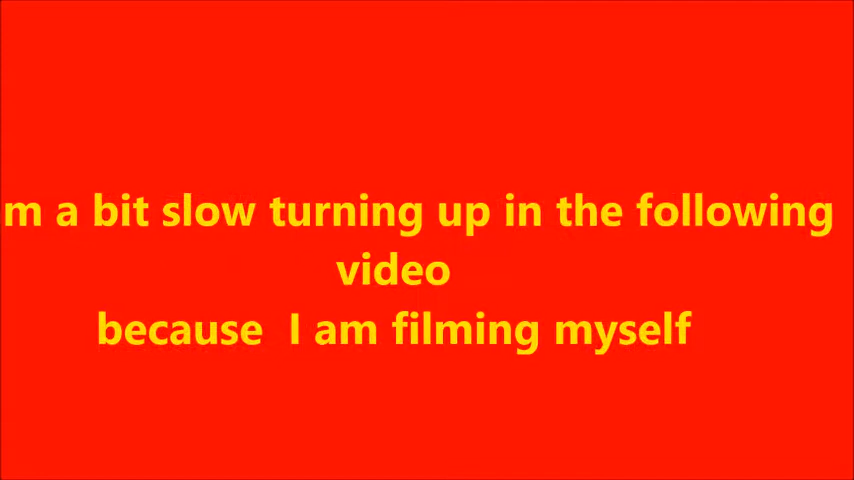 m a bit slow turning up in the following
video
because I am filming myself